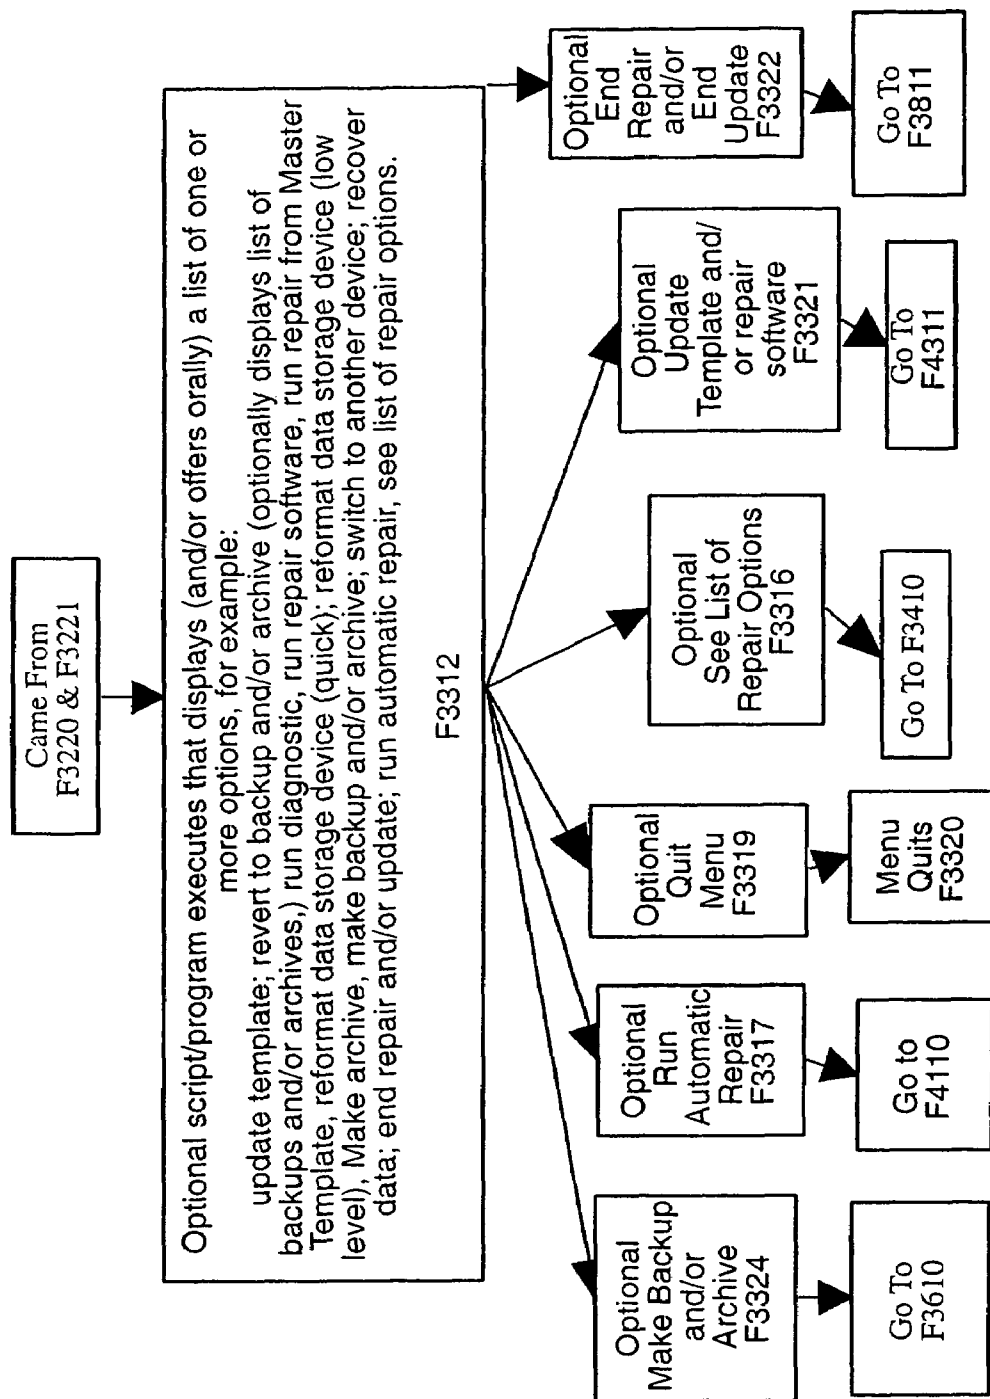 Came From
F3220 & F3221
Optional script/program executes that displays (and/or offers orally) a list of one or
more options, for example:
update template; revert to backup and/or archive (optionally displays list of
backups and/or archives,) run diagnostic, run repair software, run repair from Master
Template, reformat data storage device (quick); reformat data storage device (low
level), Make archive, make backup and/or archive; switch to another device; recover
data; end repair and/or update; run automatic repair, see list of repair options.
F3312
Optional
Make Backup
and/or
Archive
F3324
Go To
F3610
Optional
Run
Automatic
Repair
F3317
Go to
F4110
Optional
Quit
Menu
F3319
Menu
Quits
F3320
Optional
See List of
Repair Options
F3316
Go To F3410
Optional
Update
Template and/
or repair
software
F3321
Go To
F4311
Optional
End
Repair
and/or
End
Update
F3322
Go To
F3811